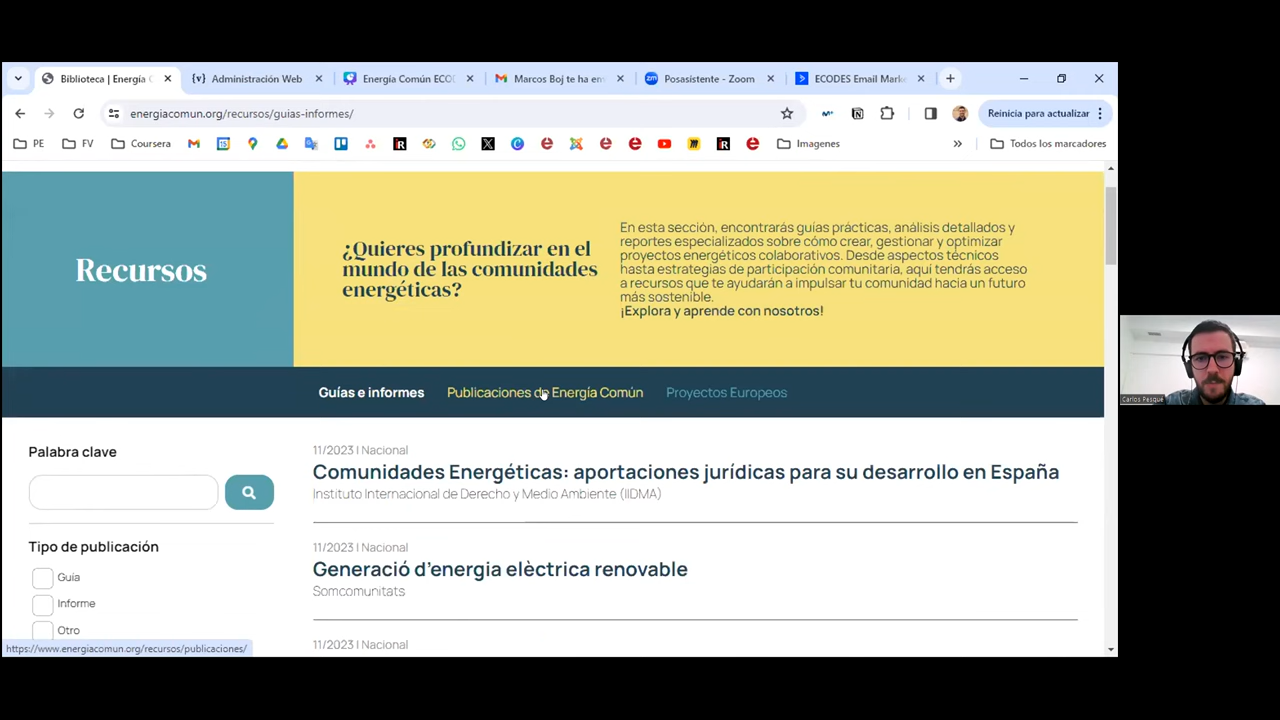 Biblioteca | Energía C
Administración Web
Energía Común ECO
Marcos Boj te ha en
Posasistente - Zoom
ECODES Email Mark
energiacomun.org/recursos/guias-informes/
Reinicia para actualizar
PE
FV
Coursera
Imagenes
Todos los marcadores
Recursos
¿Quieres profundizar en el
mundo de las comunidades
energéticas?
En esta sección, encontrarás guías prácticas, análisis detallados y
reportes especializados sobre cómo crear, gestionar y optimizar
proyectos energéticos colaborativos. Desde aspectos técnicos
hasta estrategias de participación comunitaria, aquí tendrás acceso
a recursos que te ayudarán a impulsar tu comunidad hacia un futuro
más sostenible.
¡Explora y aprende con nosotros!
Guías e informes
Publicaciones de Energía Común
Proyectos Europeos
Palabra clave
Tipo de publicación
Guía
Informe
Otro
11/2023 | Nacional
Comunidades Energéticas: aportaciones jurídicas para su desarrollo en España
Instituto Internacional de Derecho y Medio Ambiente (IIDMA)
11/2023 | Nacional
Generació d'energia elèctrica renovable
Somcomunitats
11/2023 | Nacional
https://www.energiacomun.org/recursos/publicaciones/
Carlos Pesque